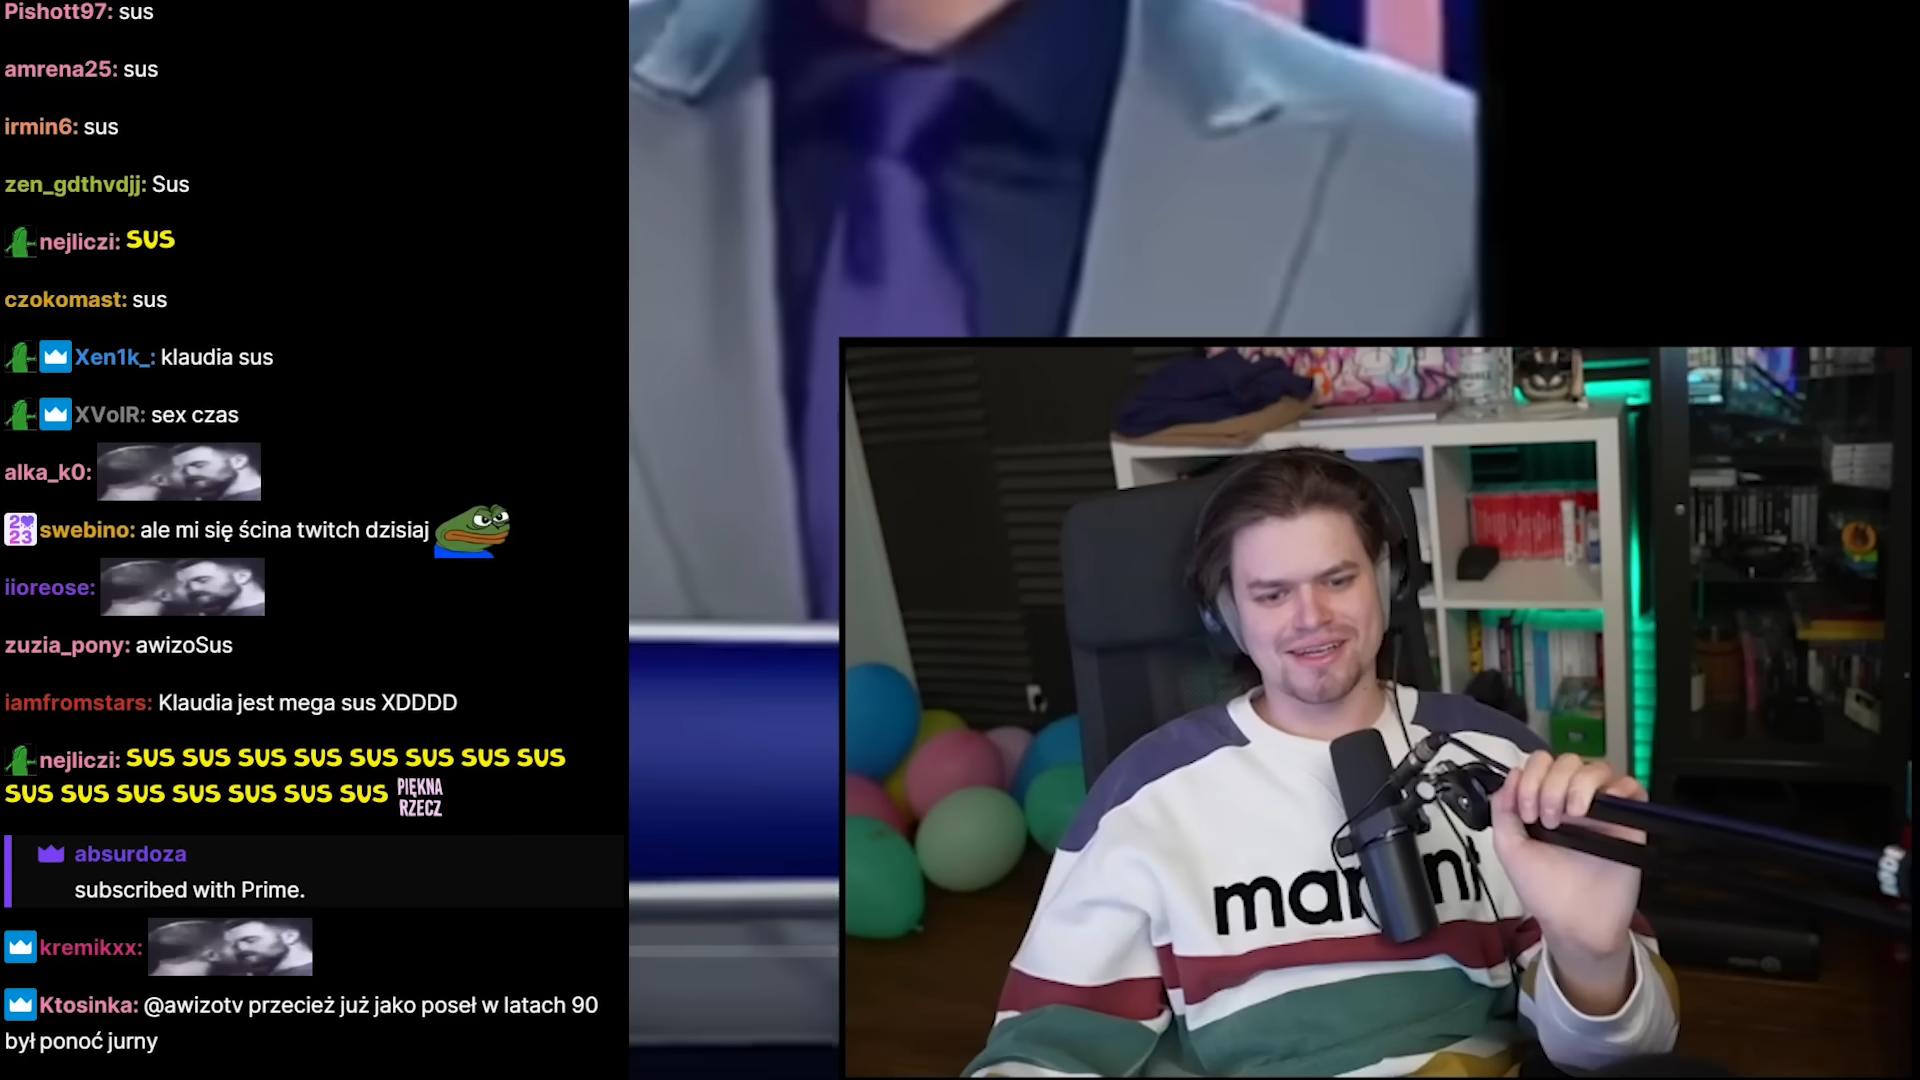 Pishott97: sus
amrena25: sus
irmin6: sus
zen_gdthvdjj: Sus
nejliczi: SUS
czokomast: sus
Xen1k_: klaudia sus
XVoIR: sex czas
alka_k0:
2023 swebino: ale mi się ścina twitch dzisiaj
iioreose:
zuzia_pony: awizoSus
iamfromstars: Klaudia jest mega sus XDDDD
nejliczi: SUS SUS SUS SUS SUS SUS SUS SUS
SUS SUS SUS SUS SUS SUS SUS PIĘKNA RZECZ
absurdoza
subscribed with Prime.
kremikxx:
Ktosinka: @awizotv przecież już jako poseł w latach 90
był ponoć jurny